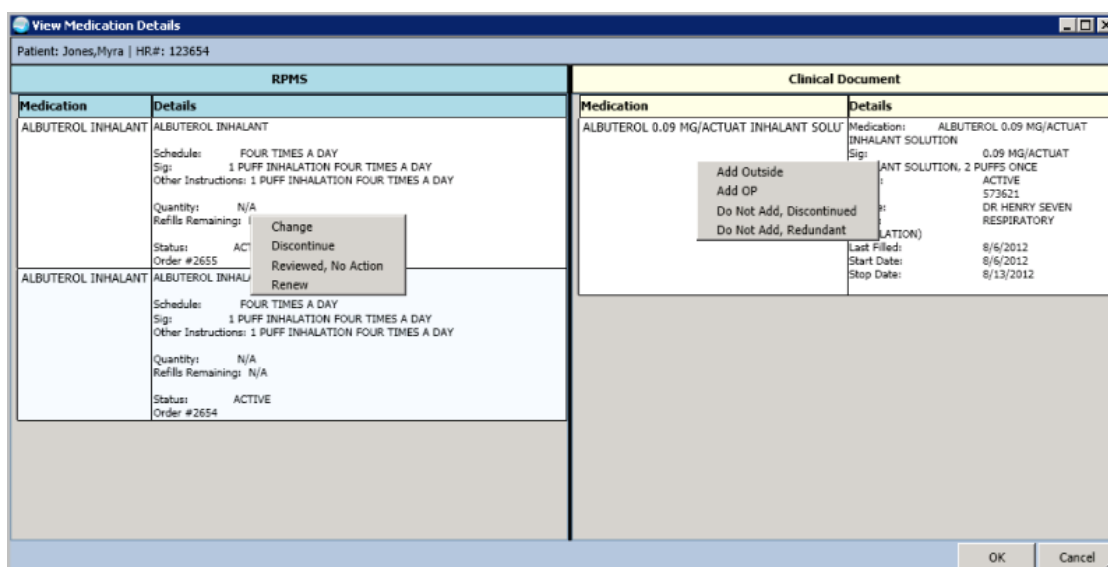 View Medication Details
Patient: Jones,Myra | HR#: 123654
RPMS
Medication Details
ALBUTEROL INHALANT ALBUTEROL INHALANT
Schedule: FOUR TIMES A DAY
Sig: 1 PUFF INHALATION FOUR TIMES A DAY
Other Instructions: 1 PUFF INHALATION FOUR TIMES A DAY
Quantity: N/A
Refills Remaining:
Status:
Order #2655
Change
Discontinue
Reviewed, No Action
Renew
ALBUTEROL INHALANT ALBUTEROL
Schedule: FOUR TIMES A DAY
Sig: 1 PUFF INHALATION FOUR TIMES A DAY
Other Instructions: 1 PUFF INHALATION FOUR TIMES A DAY
Quantity: N/A
Refills Remaining: N/A
Status: ACTIVE
Order #2654
Clinical Document
Medication Details
ALBUTEROL 0.09 MG/ACTUAT INHALANT SOLU Medication: ALBUTEROL 0.09 MG/ACTUAT
INHALANT SOLUTION
Sig: 0.09 MG/ACTUAT
SOLUTION, 2 PUFFS ONCE
ACTIVE
573621
DR HENRY SEVEN
RESPIRATORY
LATION)
Last Filled: 8/6/2012
Start Date: 8/6/2012
Stop Date: 8/13/2012
Add Outside
Add OP
Do Not Add, Discontinued
Do Not Add, Redundant
OK Cancel